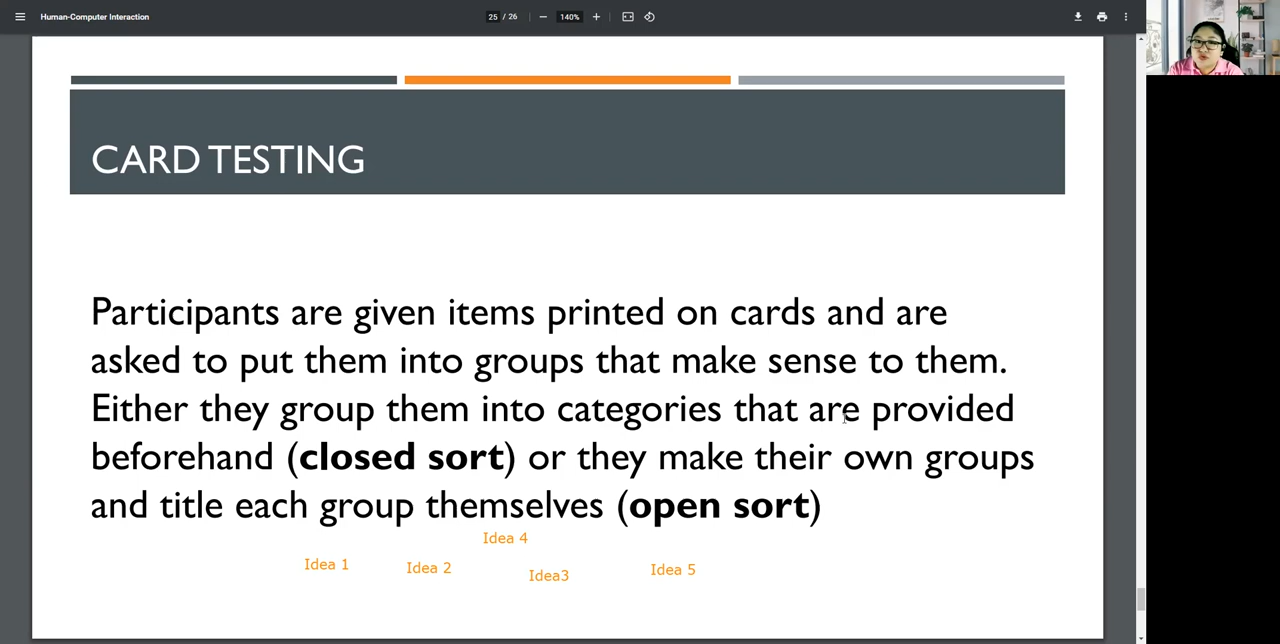 Human-Computer Interaction
25 / 26
140%
CARD TESTING
Participants are given items printed on cards and are
asked to put them into groups that make sense to them.
Either they group them into categories that are provided
beforehand (closed sort) or they make their own groups
and title each group themselves (open sort)
Idea 4
Idea 1
Idea 2
Idea3
Idea 5